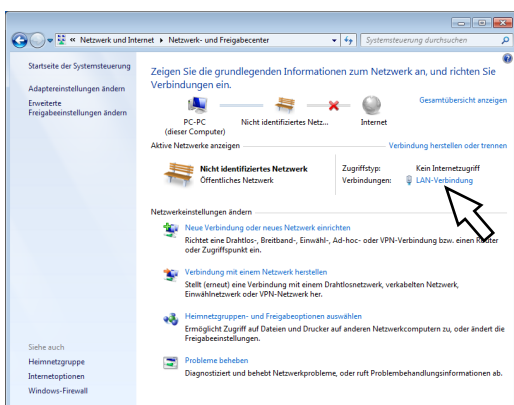 « Netzwerk und Internet ▸ Netzwerk- und Freigabecenter
Systemsteuerung durchsuchen
Startseite der Systemsteuerung
Adaptereinstellungen ändern
Erweiterte
Freigabeeinstellungen ändern
Zeigen Sie die grundlegenden Informationen zum Netzwerk an, und richten Sie
Verbindungen ein.
Gesamtübersicht anzeigen
PC-PC
(dieser Computer)
Nicht identifiziertes Netz...
Internet
Aktive Netzwerke anzeigen
Verbindung herstellen oder trennen
Nicht identifiziertes Netzwerk
Öffentliches Netzwerk
Zugriffstyp: Kein Internetzugriff
Verbindungen: LAN-Verbindung
Netzwerkeinstellungen ändern
Neue Verbindung oder neues Netzwerk einrichten
Richtet eine Drahtlos-, Breitband-, Einwähl-, Ad-hoc- oder VPN-Verbindung bzw. einen Router
oder Zugriffspunkt ein.
Verbindung mit einem Netzwerk herstellen
Stellt (erneut) eine Verbindung mit einem Drahtlosnetzwerk, verkabelten Netzwerk,
Einwählnetzwerk oder VPN-Netzwerk her.
Heimnetzgruppen- und Freigabeoptionen auswählen
Ermöglicht Zugriff auf Dateien und Drucker auf anderen Netzwerkcomputern zu, oder ändert die
Freigabeeinstellungen.
Probleme beheben
Diagnostiziert und behebt Netzwerkprobleme, oder ruft Problembehandlungsinformationen ab.
Siehe auch
Heimnetzgruppe
Internetoptionen
Windows-Firewall